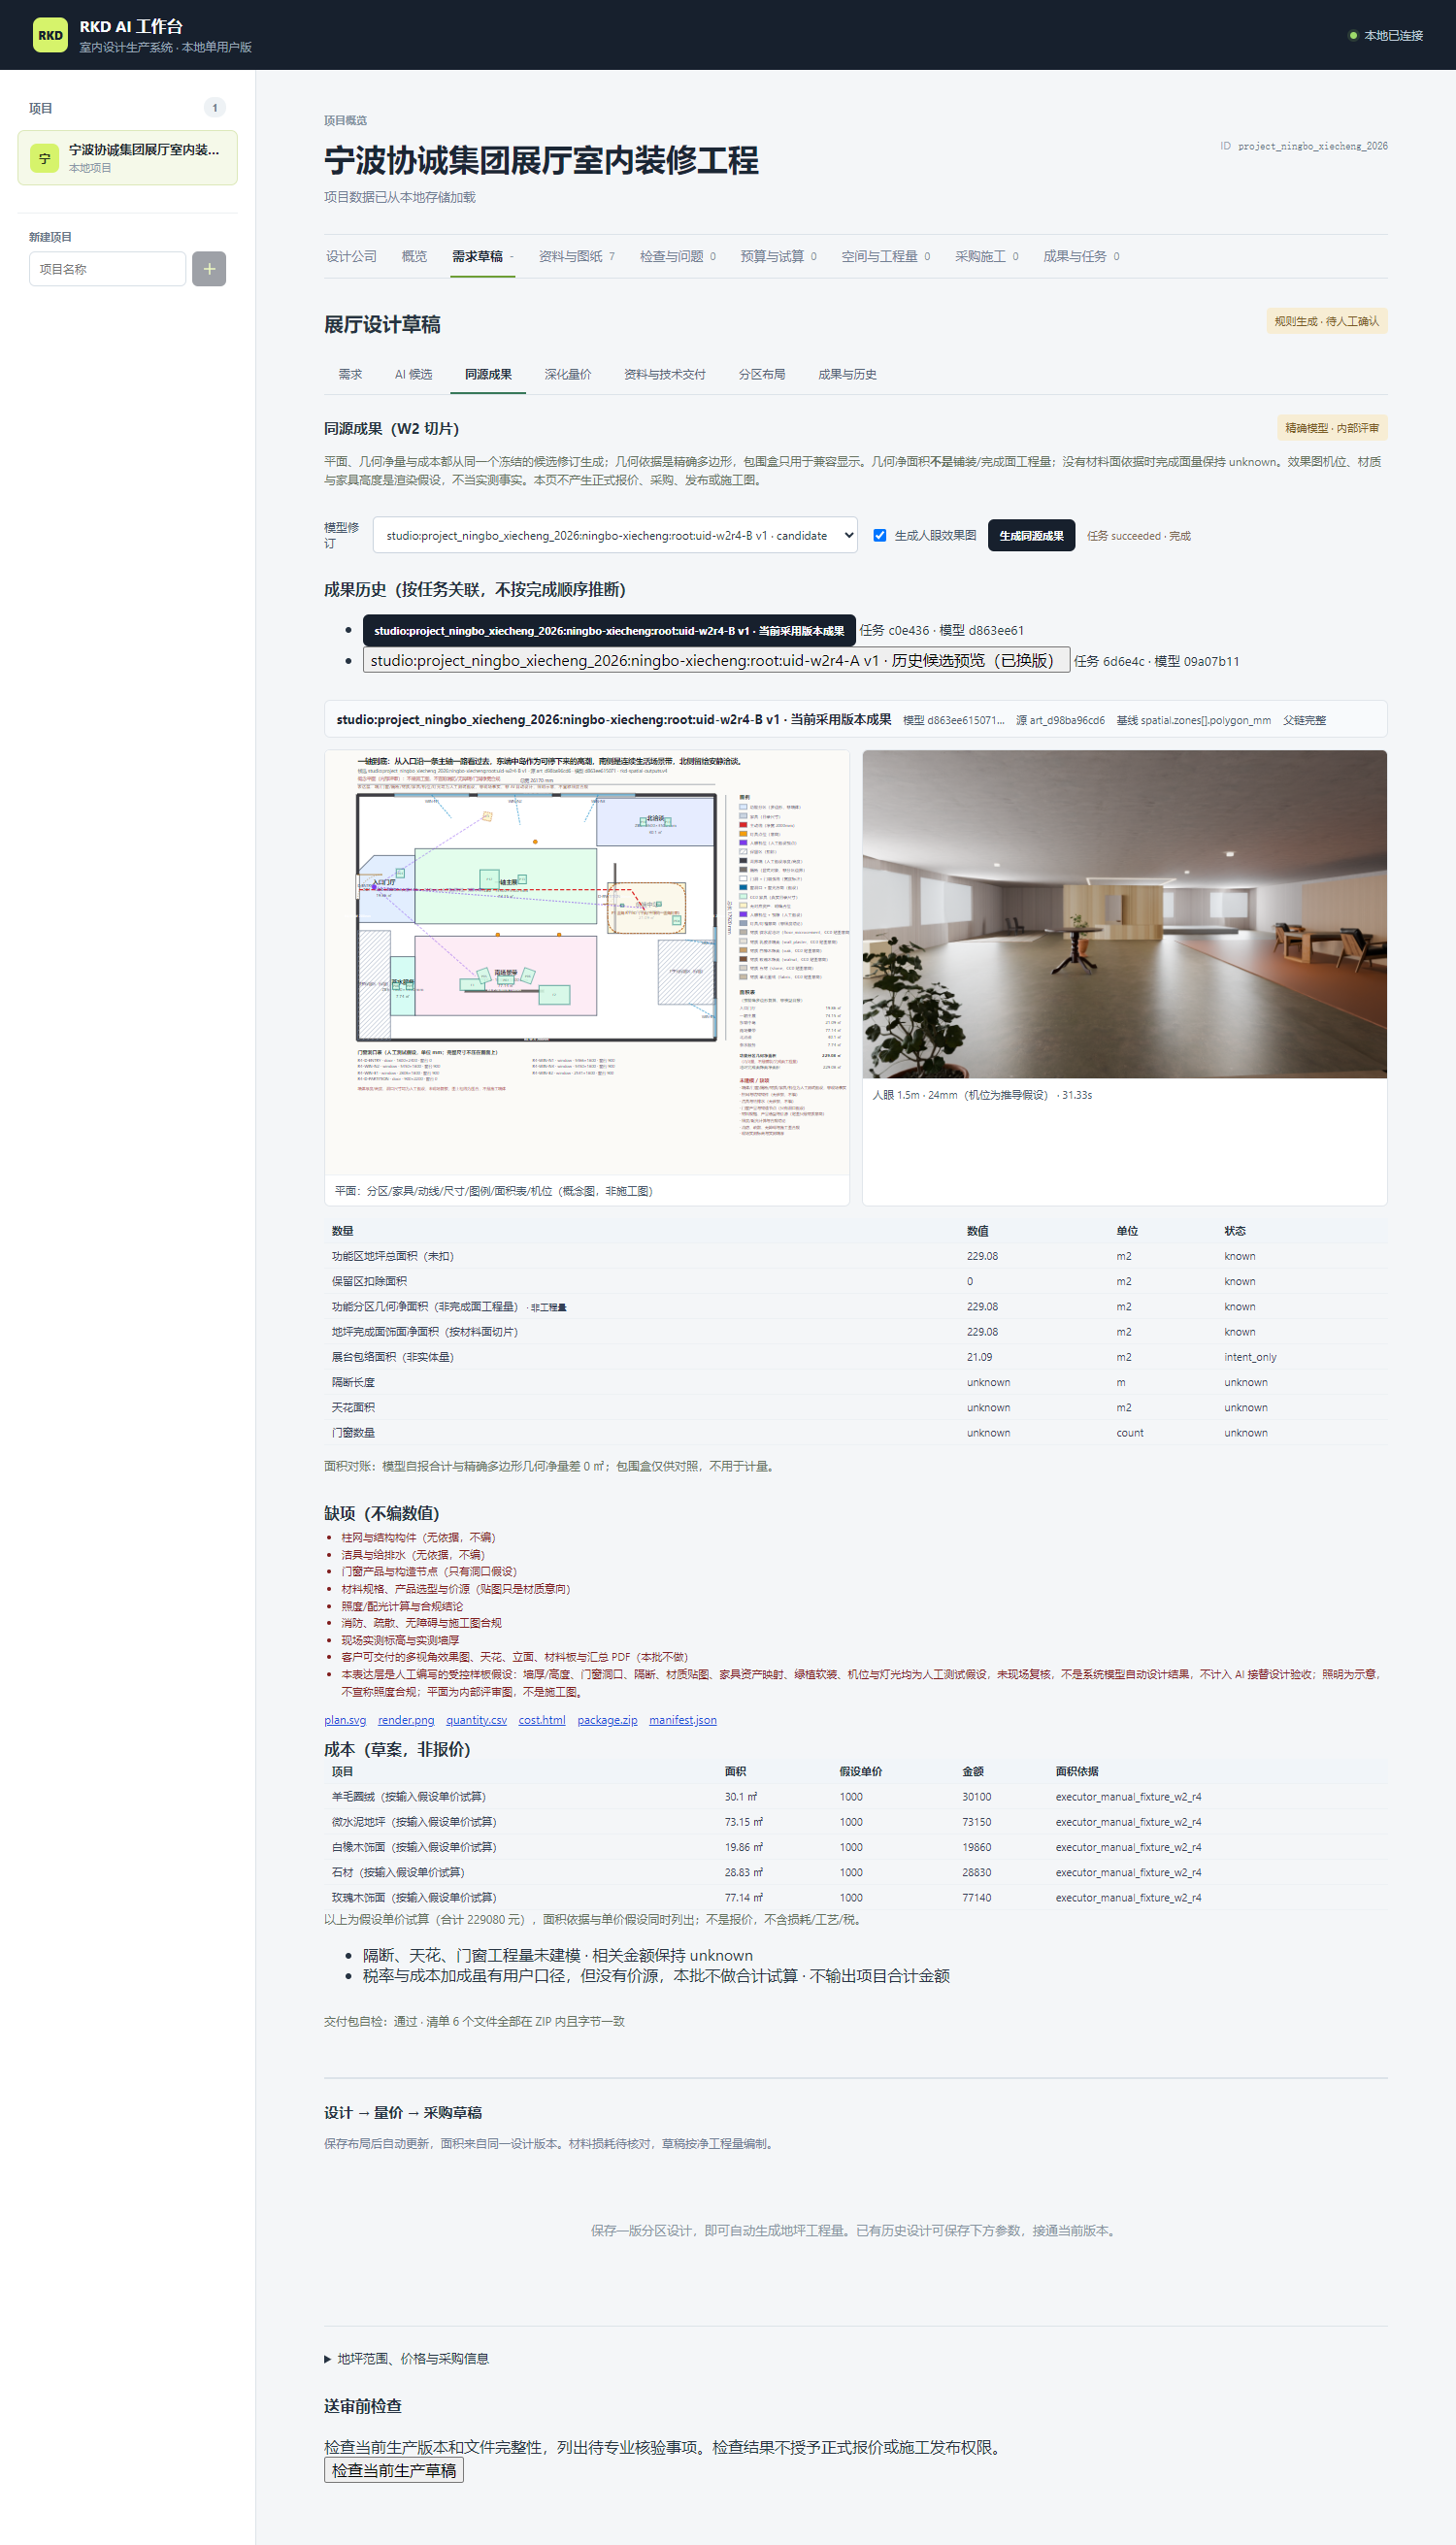 RKD
RKD AI 工作台
室内设计生产系统 · 本地单用户版
本地已连接
项目
1
宁
宁波协诚集团展厅室内装...
本地项目
新建项目
项目名称
+
项目概览
宁波协诚集团展厅室内装修工程
ID project_ningbo_xiecheng_2026
项目数据已从本地存储加载
设计公司 概览 需求草稿 - 资料与图纸 7 检查与问题 0 预算与试算 0 空间与工程量 0 采购施工 0 成果与任务 0
展厅设计草稿
规则生成 · 待人工确认
需求 AI 候选 同源成果 深化量价 资料与技术交付 分区布局 成果与历史
同源成果（W2 切片）
精确模型 · 内部评审
平面、几何净量与成本都从同一个冻结的候选修订生成；几何依据是精确多边形，包围盒只用于兼容显示。几何净面积不是铺装/完成面工程量；没有材料面依据时完成面量保持 unknown。效果图机位、材质
与家具高度是渲染假设，不当实测事实。本页不产生正式报价、采购、发布或施工图。
模型修订
studio:project_ningbo_xiecheng_2026:ningbo-xiecheng:root:uid-w2r4-B v1 · candidate
生成人眼效果图
生成同源成果
任务 succeeded · 完成
成果历史（按任务关联，不按完成顺序推断）
studio:project_ningbo_xiecheng_2026:ningbo-xiecheng:root:uid-w2r4-B v1 · 当前采用版本成果 任务 c0e436 · 模型 d863ee61
studio:project_ningbo_xiecheng_2026:ningbo-xiecheng:root:uid-w2r4-A v1 · 历史候选预览（已换版） 任务 6d6e4c · 模型 09a07b11
studio:project_ningbo_xiecheng_2026:ningbo-xiecheng:root:uid-w2r4-B v1 · 当前采用版本成果 模型 d863ee615071... 源 art_d98ba96cd6 基线 spatial.zones[].polygon_mm 父链完整
一轴到底：从入口沿一条主轴一路看过去，东端中岛作为可停下来的高潮，南侧是连续生活场景带，北侧留给安静洽谈。
北洽谈
入口门厅
图例
面积表
229.08 ㎡
平面：分区/家具/动线/尺寸/图例/面积表/机位（概念图，非施工图）
人眼 1.5m · 24mm（机位为推导假设） · 31.33s
数量 数值 单位 状态
功能区地坪总面积（未扣） 229.08 m2 known
保留区扣除面积 0 m2 known
功能分区几何净面积（非完成面工程量） · 非工程量 229.08 m2 known
地坪完成面饰面净面积（按材料面切片） 229.08 m2 known
展台包络面积（非实体量） 21.09 m2 intent_only
隔断长度 unknown m unknown
天花面积 unknown m2 unknown
门窗数量 unknown count unknown
面积对账：模型自报合计与精确多边形几何净量差 0 ㎡；包围盒仅供对照，不用于计量。
缺项（不编数值）
柱网与结构构件（无依据，不编）
洁具与给排水（无依据，不编）
门窗产品与构造节点（只有洞口假设）
材料规格、产品选型与价源（贴图只是材质意向）
照度/配光计算与合规结论
消防、疏散、无障碍与施工图合规
现场实测标高与实测墙厚
客户可交付的多视角效果图、天花、立面、材料板与汇总 PDF（本批不做）
本表达层是人工编写的受控样板假设：墙厚/高度、门窗洞口、隔断、材质贴图、家具资产映射、绿植软装、机位与灯光均为人工测试假设，未现场复核，不是系统模型自动设计结果，不计入 AI 接替设计验收；照明为示意，
不宣称照度合规；平面为内部评审图，不是施工图。
plan.svg render.png quantity.csv cost.html package.zip manifest.json
成本（草案，非报价）
项目 面积 假设单价 金额 面积依据
羊毛圈绒（按输入假设单价试算） 30.1 ㎡ 1000 30100 executor_manual_fixture_w2_r4
微水泥地坪（按输入假设单价试算） 73.15 ㎡ 1000 73150 executor_manual_fixture_w2_r4
白橡木饰面（按输入假设单价试算） 19.86 ㎡ 1000 19860 executor_manual_fixture_w2_r4
石材（按输入假设单价试算） 28.83 ㎡ 1000 28830 executor_manual_fixture_w2_r4
玫瑰木饰面（按输入假设单价试算） 77.14 ㎡ 1000 77140 executor_manual_fixture_w2_r4
以上为假设单价试算（合计 229080 元），面积依据与单价假设同时列出；不是报价，不含损耗/工艺/税。
隔断、天花、门窗工程量未建模 · 相关金额保持 unknown
税率与成本加成虽有用户口径，但没有价源，本批不做合计试算 · 不输出项目合计金额
交付包自检：通过 · 清单 6 个文件全部在 ZIP 内且字节一致
设计 → 量价 → 采购草稿
保存布局后自动更新，面积来自同一设计版本。材料损耗待核对，草稿按净工程量编制。
保存一版分区设计，即可自动生成地坪工程量。已有历史设计可保存下方参数，接通当前版本。
地坪范围、价格与采购信息
送审前检查
检查当前生产版本和文件完整性，列出待专业核验事项。检查结果不授予正式报价或施工发布权限。
检查当前生产草稿